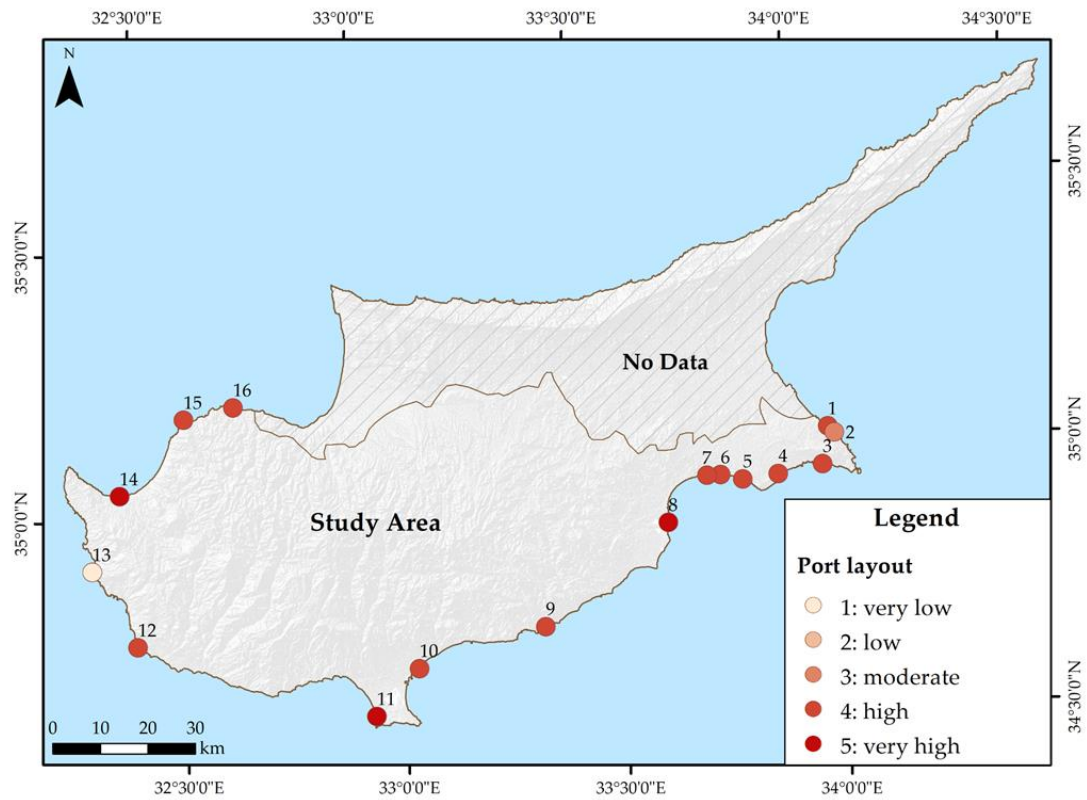 32°30'0"E 33°0'0"E 33°30'0"E 34°0'0"E 34°30'0"E
N
35°30'0"N
35°30'0"N
No Data
15 16
1
2
35°0'0"N
3
7 6 5 4
14
8
Study Area
35°0'0"N
Legend
13
Port layout
1: very low
9
12
2: low
10
3: moderate
11
4: high
34°30'0"N
0 10 20 30
km
5: very high
32°30'0"E 33°0'0"E 33°30'0"E 34°0'0"E